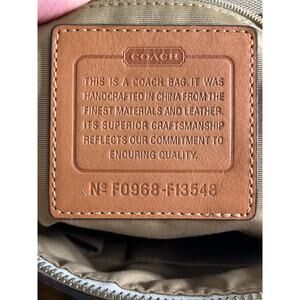 COACH
THIS IS A COACH BAG. IT WAS
HANDCRAFTED IN CHINA FROM THE
FINEST MATERIALS AND LEATHER.
ITS SUPERIOR CRAFTSMANSHIP
REFLECTS OUR COMMITMENT TO
ENDURING QUALITY.
Nº F0968-F13548